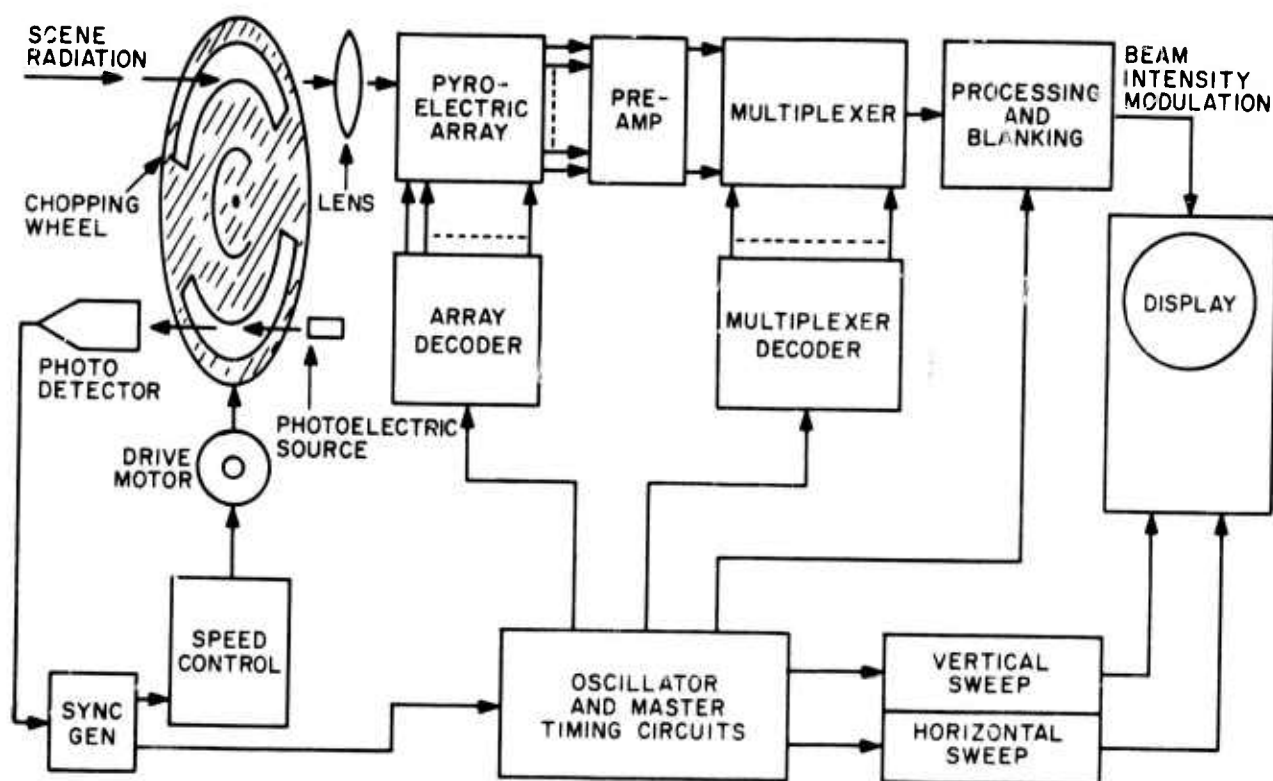 SCENE
RADIATION
CHOPPING
WHEEL
LENS
PYRO-
ELECTRIC
ARRAY
PRE-
AMP
MULTIPLEXER
PROCESSING
AND
BLANKING
BEAM
INTENSITY
MODULATION
ARRAY
DECODER
MULTIPLEXER
DECODER
DISPLAY
PHOTO
DETECTOR
PHOTOELECTRIC
SOURCE
DRIVE
MOTOR
SPEED
CONTROL
SYNC
GEN
OSCILLATOR
AND MASTER
TIMING CIRCUITS
VERTICAL
SWEEP
HORIZONTAL
SWEEP